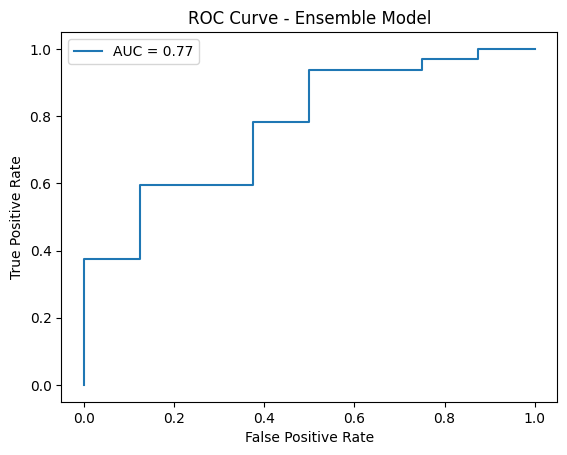 ROC Curve - Ensemble Model
AUC = 0.77
1.0
0.8
0.6
0.4
0.2
0.0
True Positive Rate
0.0 0.2 0.4 0.6 0.8 1.0
False Positive Rate